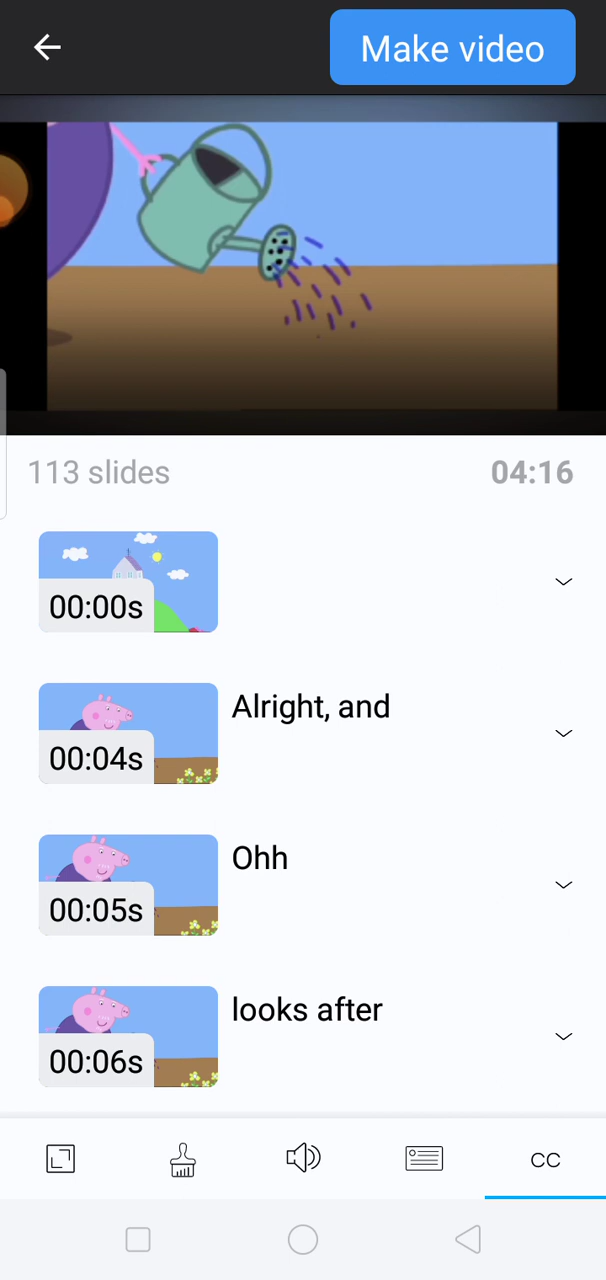 Make video
113 slides
04:16
00:00s
Alright, and
00:04s
Ohh
00:05s
looks after
00:06s
CC